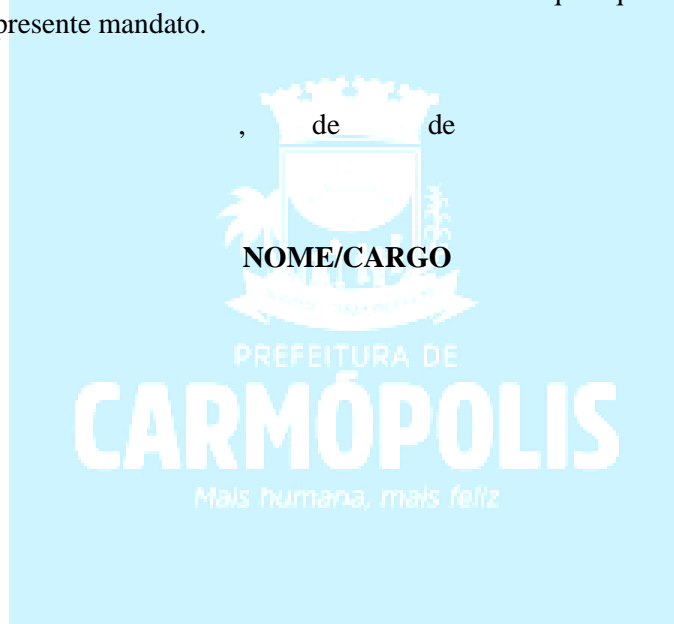 presente mandato.
, de de
NOME/CARGO
PREFEITURA DE
CARMÓPOLIS
Mais humana, mais feliz